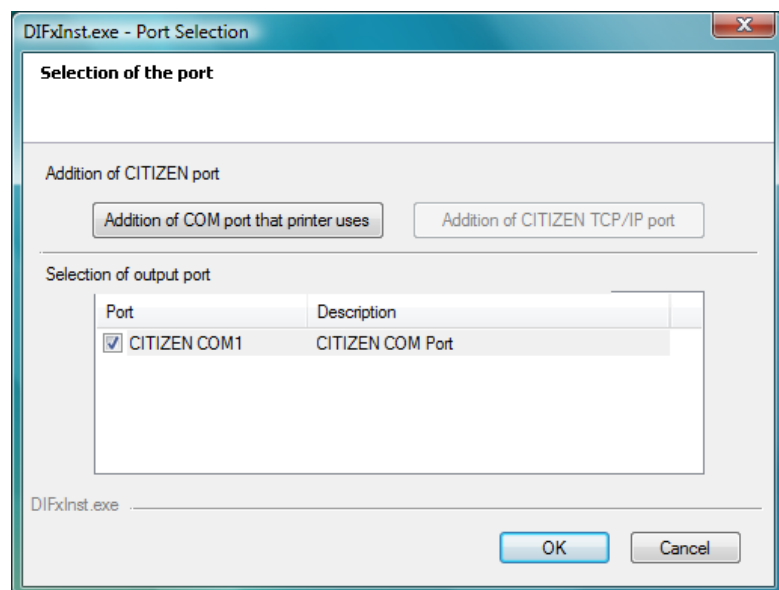 DIFxInst.exe - Port Selection
Selection of the port
Addition of CITIZEN port
Addition of COM port that printer uses
Addition of CITIZEN TCP/IP port
Selection of output port
Port Description
CITIZEN COM1 CITIZEN COM Port
DIFxInst.exe
OK Cancel